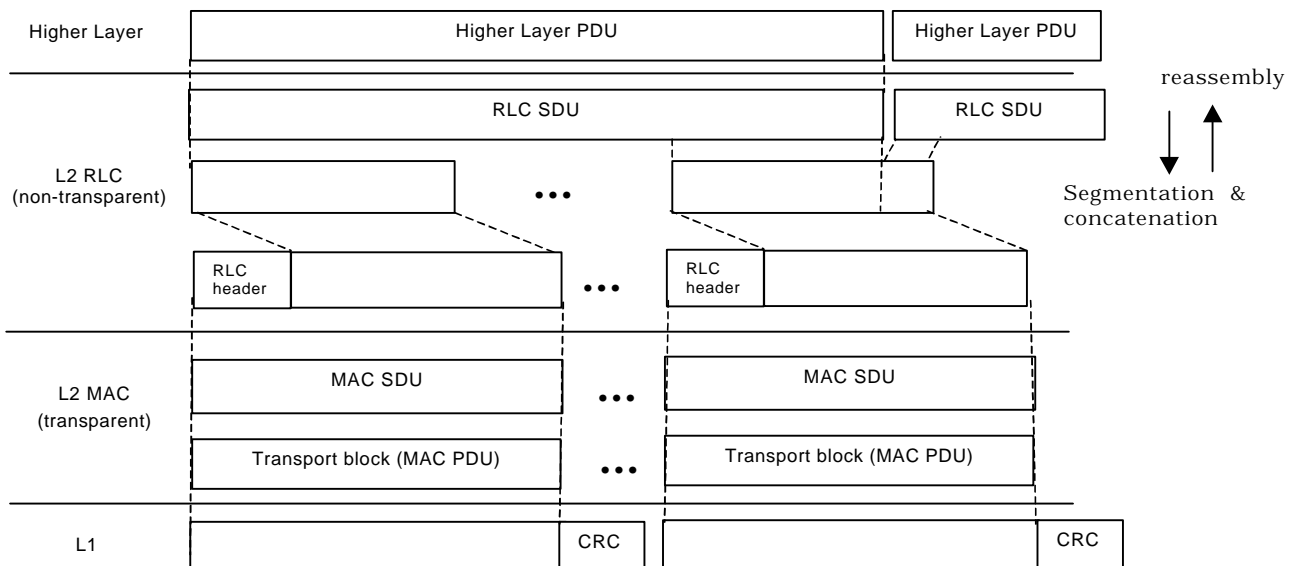 Higher Layer
Higher Layer PDU
Higher Layer PDU
reassembly
RLC SDU
RLC SDU
L2 RLC
(non-transparent)
Segmentation &
concatenation
RLC
header
RLC
header
L2 MAC
(transparent)
MAC SDU
MAC SDU
Transport block (MAC PDU)
Transport block (MAC PDU)
L1
CRC
CRC